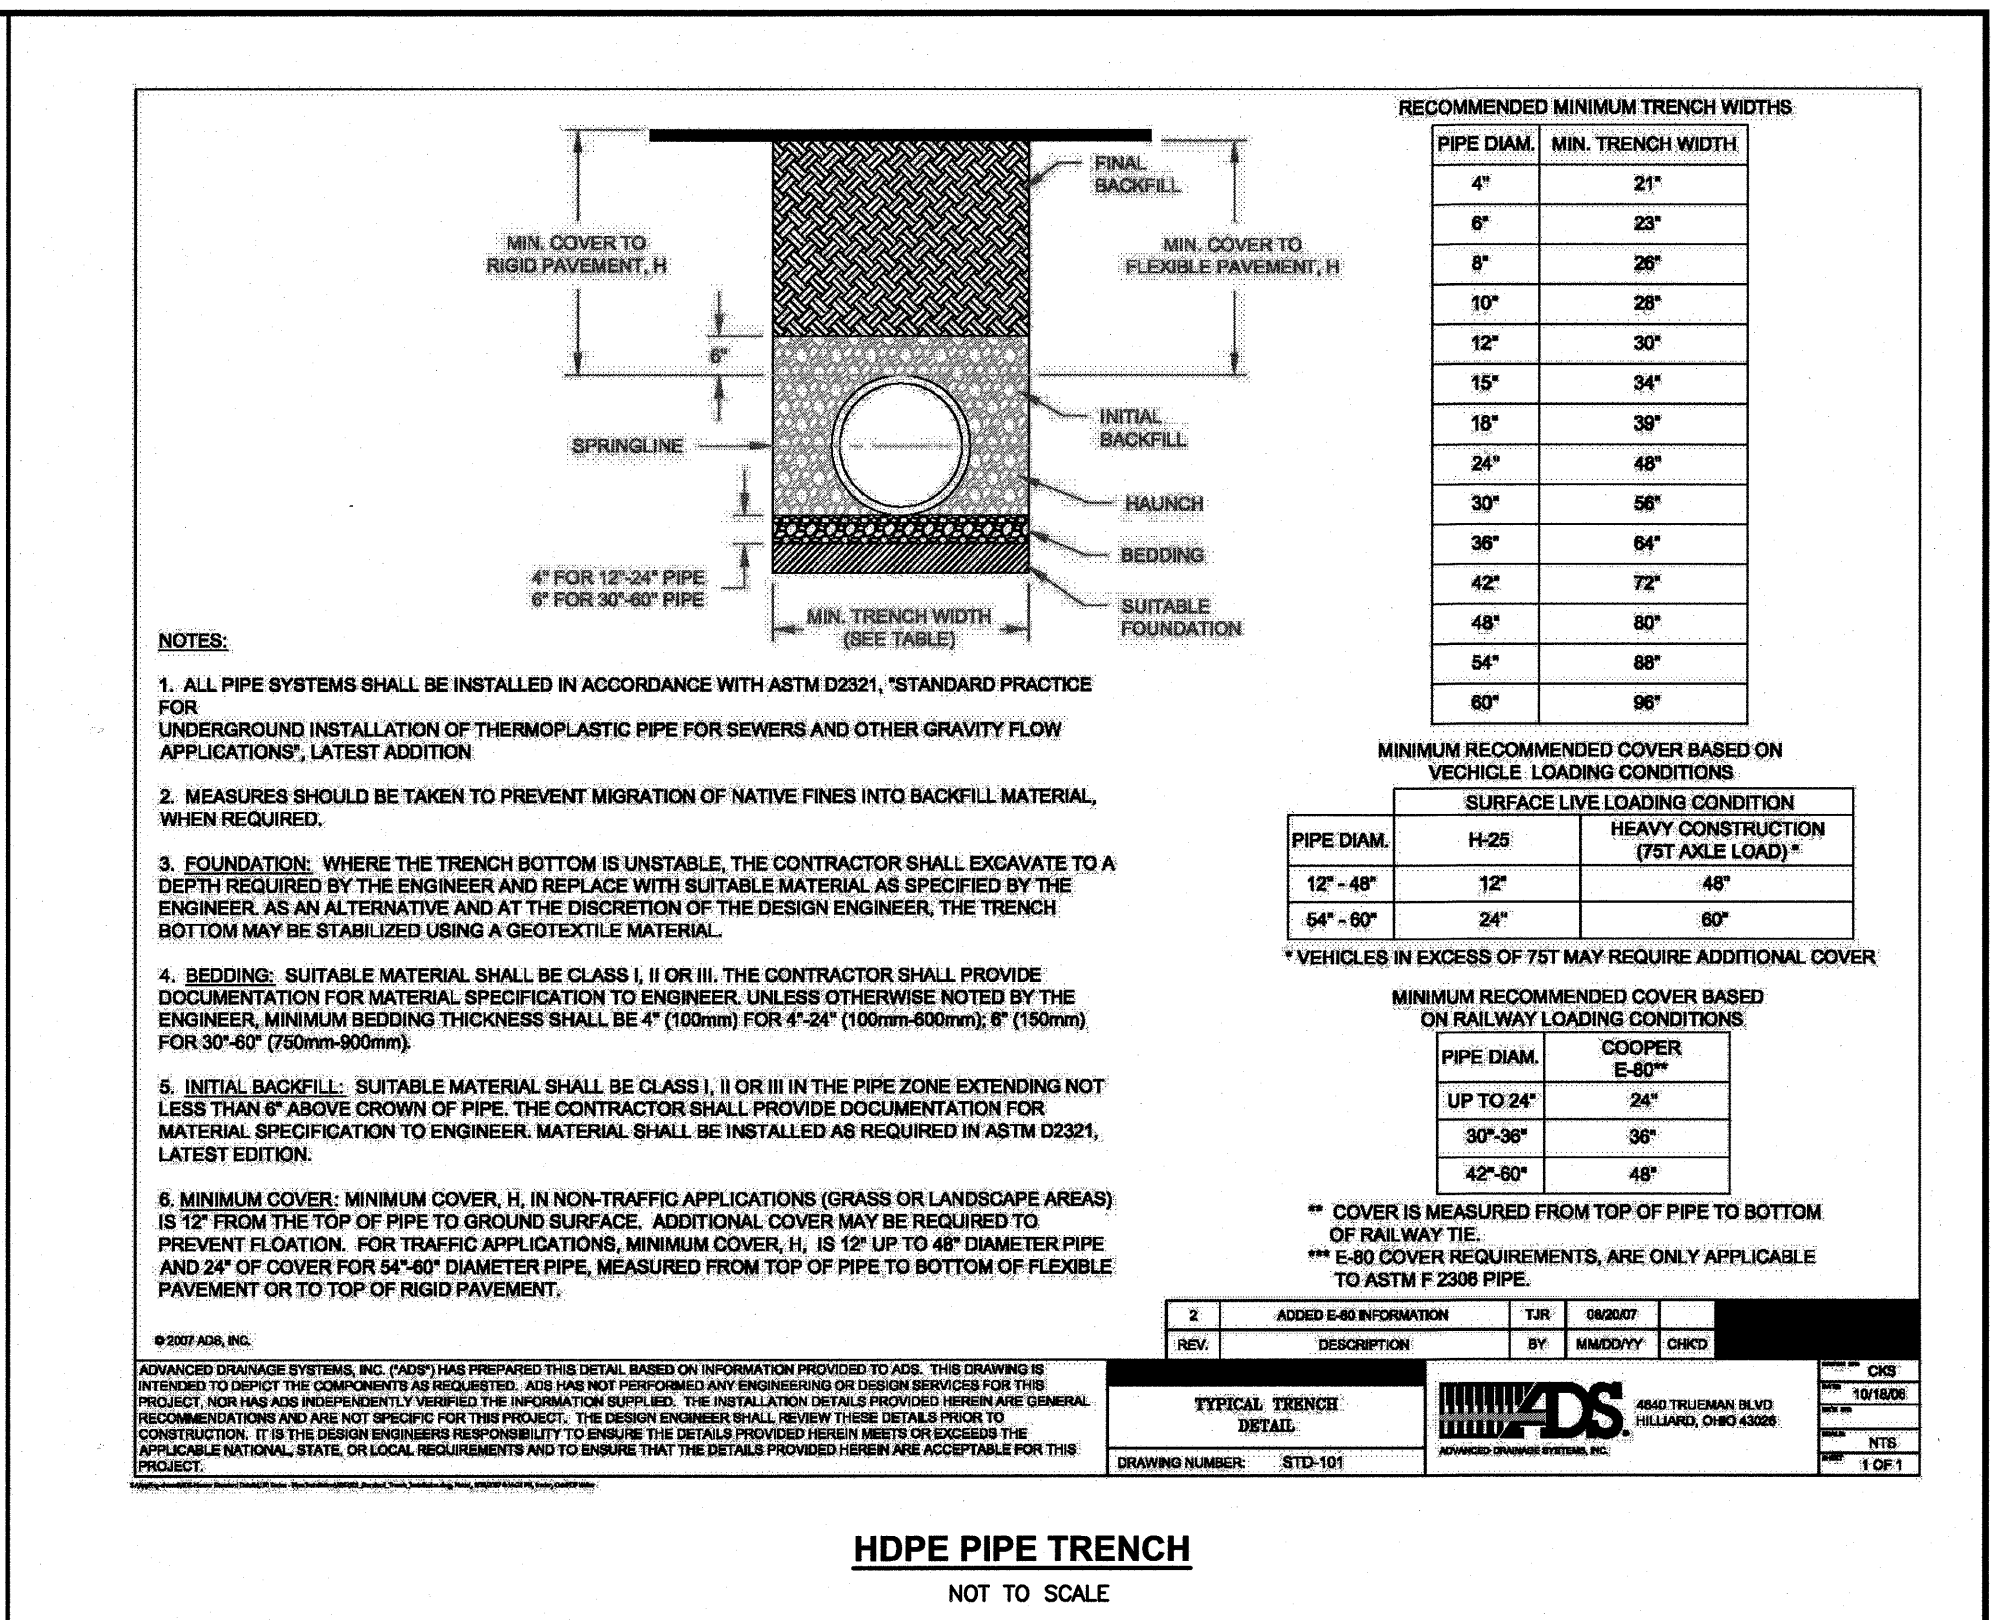 RECOMMENDED MINIMUM TRENCH WIDTHS
PIPE DIAM. MIN. TRENCH WIDTH
4" 21"
6" 23"
8" 26"
10" 28"
12" 30"
15" 34"
18" 39"
24" 48"
30" 56"
36" 64"
42" 72"
48" 80"
54" 88"
60" 96"
FINAL
BACKFILL
MIN. COVER TO
RIGID PAVEMENT, H
MIN. COVER TO
FLEXIBLE PAVEMENT, H
6"
INITIAL
BACKFILL
SPRINGLINE
HAUNCH
BEDDING
4" FOR 12"-24" PIPE
6" FOR 30"-60" PIPE
MIN. TRENCH WIDTH
(SEE TABLE)
SUITABLE
FOUNDATION
NOTES:
1. ALL PIPE SYSTEMS SHALL BE INSTALLED IN ACCORDANCE WITH ASTM D2321, "STANDARD PRACTICE
FOR
UNDERGROUND INSTALLATION OF THERMOPLASTIC PIPE FOR SEWERS AND OTHER GRAVITY FLOW
APPLICATIONS", LATEST ADDITION
2. MEASURES SHOULD BE TAKEN TO PREVENT MIGRATION OF NATIVE FINES INTO BACKFILL MATERIAL,
WHEN REQUIRED.
3. FOUNDATION: WHERE THE TRENCH BOTTOM IS UNSTABLE, THE CONTRACTOR SHALL EXCAVATE TO A
DEPTH REQUIRED BY THE ENGINEER AND REPLACE WITH SUITABLE MATERIAL AS SPECIFIED BY THE
ENGINEER. AS AN ALTERNATIVE AND AT THE DISCRETION OF THE DESIGN ENGINEER, THE TRENCH
BOTTOM MAY BE STABILIZED USING A GEOTEXTILE MATERIAL.
4. BEDDING: SUITABLE MATERIAL SHALL BE CLASS I, II OR III. THE CONTRACTOR SHALL PROVIDE
DOCUMENTATION FOR MATERIAL SPECIFICATION TO ENGINEER. UNLESS OTHERWISE NOTED BY THE
ENGINEER, MINIMUM BEDDING THICKNESS SHALL BE 4" (100mm) FOR 4"-24" (100mm-600mm); 6" (150mm)
FOR 30"-60" (750mm-900mm).
5. INITIAL BACKFILL: SUITABLE MATERIAL SHALL BE CLASS I, II OR III IN THE PIPE ZONE EXTENDING NOT
LESS THAN 6" ABOVE CROWN OF PIPE. THE CONTRACTOR SHALL PROVIDE DOCUMENTATION FOR
MATERIAL SPECIFICATION TO ENGINEER. MATERIAL SHALL BE INSTALLED AS REQUIRED IN ASTM D2321,
LATEST EDITION.
6. MINIMUM COVER: MINIMUM COVER, H, IN NON-TRAFFIC APPLICATIONS (GRASS OR LANDSCAPE AREAS)
IS 12" FROM THE TOP OF PIPE TO GROUND SURFACE. ADDITIONAL COVER MAY BE REQUIRED TO
PREVENT FLOATION. FOR TRAFFIC APPLICATIONS, MINIMUM COVER, H, IS 12" UP TO 48" DIAMETER PIPE
AND 24" OF COVER FOR 54"-60" DIAMETER PIPE, MEASURED FROM TOP OF PIPE TO BOTTOM OF FLEXIBLE
PAVEMENT OR TO TOP OF RIGID PAVEMENT.
MINIMUM RECOMMENDED COVER BASED ON
VECHICLE LOADING CONDITIONS
SURFACE LIVE LOADING CONDITION
PIPE DIAM. H-25 HEAVY CONSTRUCTION
(75T AXLE LOAD) *
12" - 48" 12" 48"
54" - 60" 24" 60"
* VEHICLES IN EXCESS OF 75T MAY REQUIRE ADDITIONAL COVER
MINIMUM RECOMMENDED COVER BASED
ON RAILWAY LOADING CONDITIONS
PIPE DIAM. COOPER
E-80**
UP TO 24" 24"
30"-36" 36"
42"-60" 48"
** COVER IS MEASURED FROM TOP OF PIPE TO BOTTOM
OF RAILWAY TIE.
*** E-80 COVER REQUIREMENTS, ARE ONLY APPLICABLE
TO ASTM F 2306 PIPE.
2 ADDED E-80 INFORMATION TJR 08/20/07
REV. DESCRIPTION BY MM/DD/YY CHK'D
© 2007 ADS, INC.
ADVANCED DRAINAGE SYSTEMS, INC. ("ADS") HAS PREPARED THIS DETAIL BASED ON INFORMATION PROVIDED TO ADS. THIS DRAWING IS
INTENDED TO DEPICT THE COMPONENTS AS REQUESTED. ADS HAS NOT PERFORMED ANY ENGINEERING OR DESIGN SERVICES FOR THIS
PROJECT, NOR HAS ADS INDEPENDENTLY VERIFIED THE INFORMATION SUPPLIED. THE INSTALLATION DETAILS PROVIDED HEREIN ARE GENERAL
RECOMMENDATIONS AND ARE NOT SPECIFIC FOR THIS PROJECT. THE DESIGN ENGINEER SHALL REVIEW THESE DETAILS PRIOR TO
CONSTRUCTION. IT IS THE DESIGN ENGINEERS RESPONSIBILITY TO ENSURE THE DETAILS PROVIDED HEREIN MEETS OR EXCEEDS THE
APPLICABLE NATIONAL, STATE, OR LOCAL REQUIREMENTS AND TO ENSURE THAT THE DETAILS PROVIDED HEREIN ARE ACCEPTABLE FOR THIS
PROJECT.
TYPICAL TRENCH
DETAIL
DRAWING NUMBER: STD-101
ADS
ADVANCED DRAINAGE SYSTEMS, INC.
4640 TRUEMAN BLVD
HILLIARD, OHIO 43026
CKS
10/18/06
NTS
1 OF 1
HDPE PIPE TRENCH
NOT TO SCALE